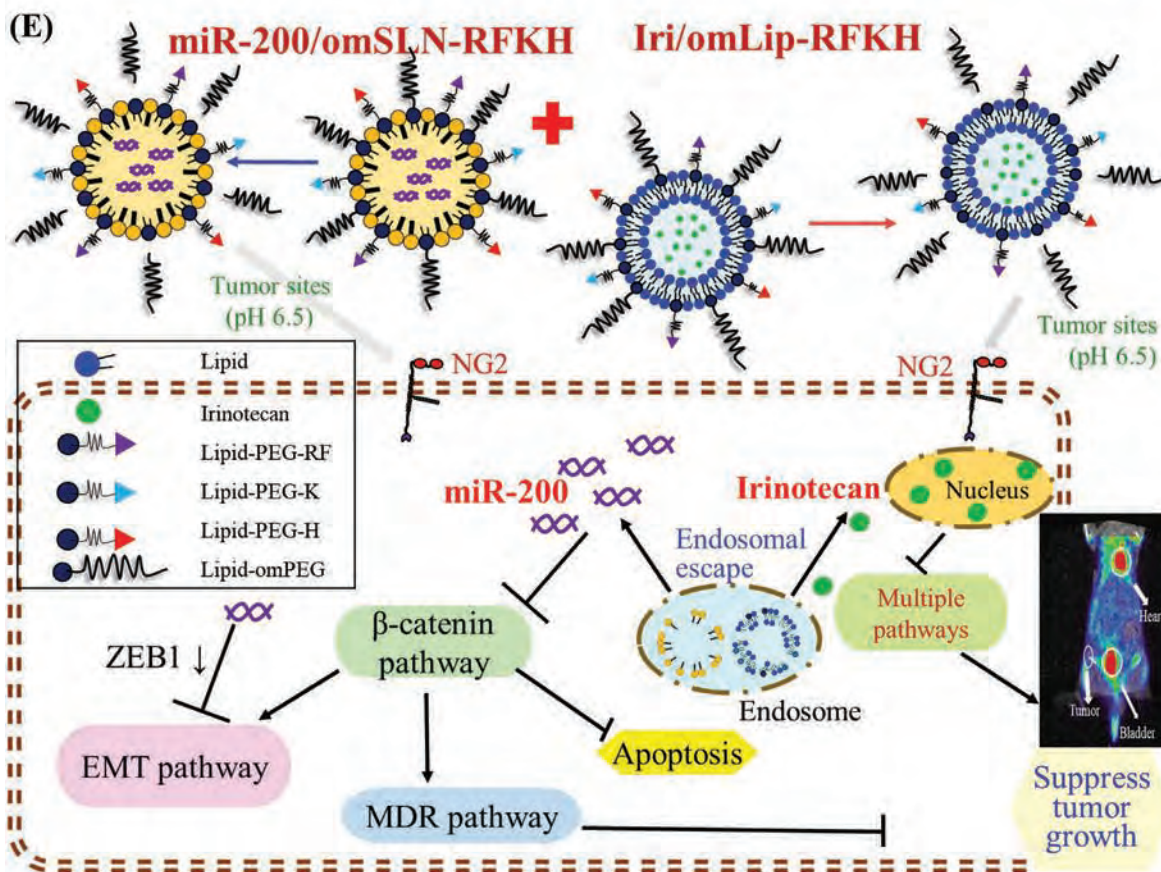 (E)
miR-200/omSLN-RFKH
Iri/omLip-RFKH
Tumor sites
(pH 6.5)
Tumor sites
(pH 6.5)
NG2
NG2
Lipid
Irinotecan
Lipid-PEG-RF
Lipid-PEG-K
Lipid-PEG-H
Lipid-omPEG
miR-200
Irinotecan
Nucleus
Endosomal
escape
Multiple
pathways
Endosome
β-catenin
pathway
ZEB1 ↓
EMT pathway
Apoptosis
MDR pathway
Tumor
Bladder
Suppress
tumor
growth